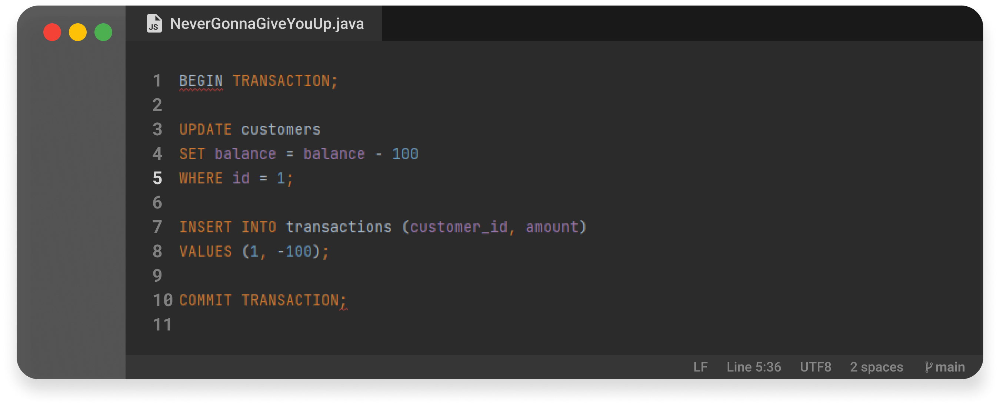 JS NeverGonnaGiveYouUp.java
1 BEGIN TRANSACTION;
2
3 UPDATE customers
4 SET balance = balance - 100
5 WHERE id = 1;
6
7 INSERT INTO transactions (customer_id, amount)
8 VALUES (1, -100);
9
10 COMMIT TRANSACTION;
11
LF Line 5:36 UTF8 2 spaces main